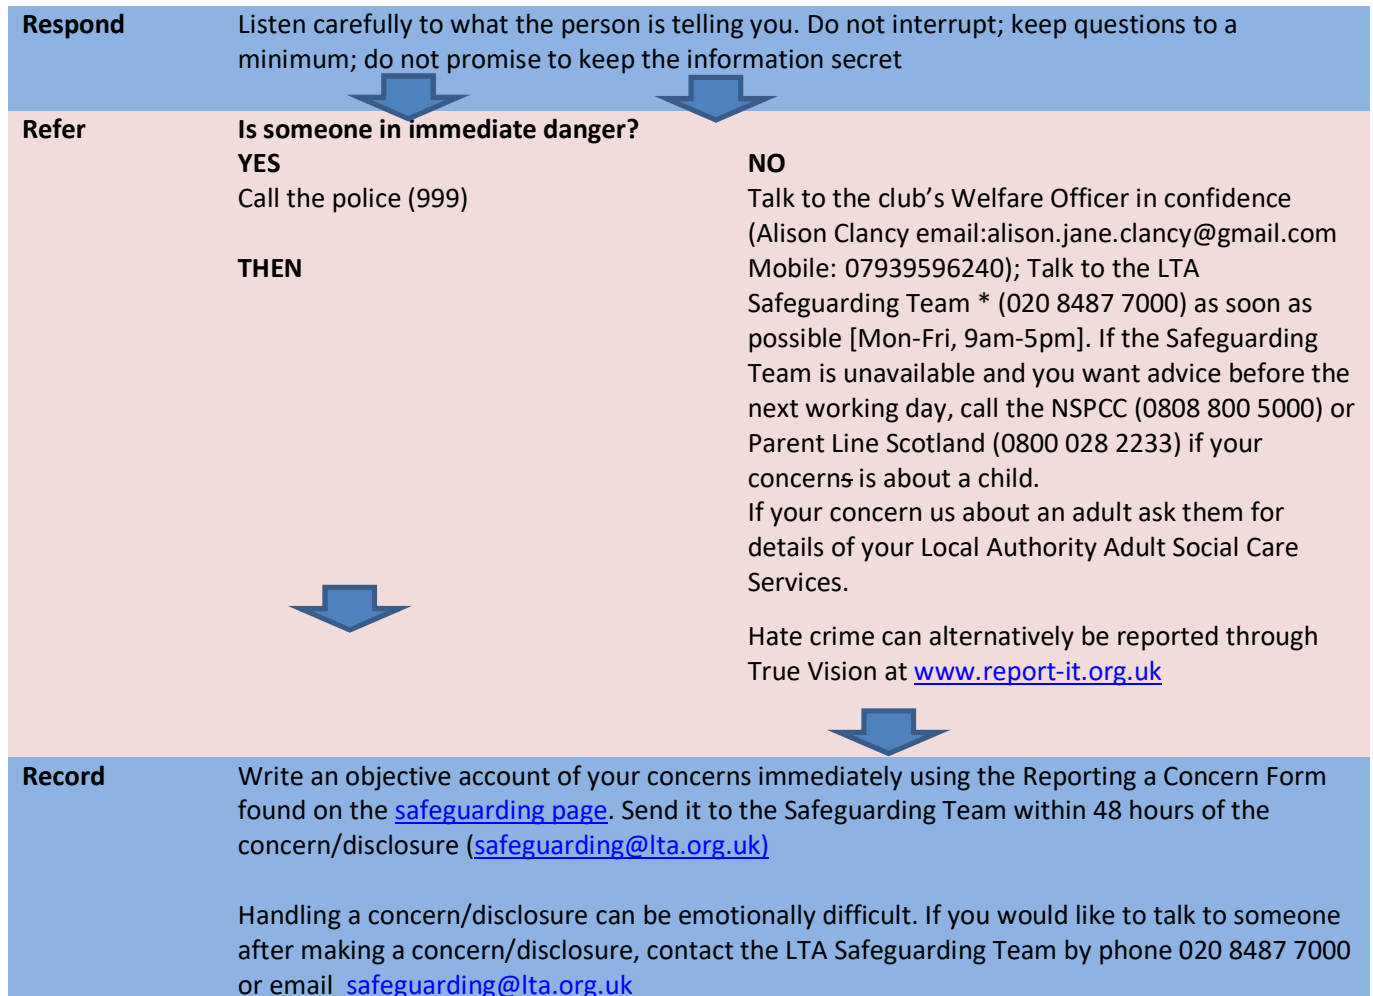 Respond
Listen carefully to what the person is telling you. Do not interrupt; keep questions to a
minimum; do not promise to keep the information secret
Refer
Is someone in immediate danger?
YES
Call the police (999)
THEN
NO
Talk to the club’s Welfare Officer in confidence
(Alison Clancy email:alison.jane.clancy@gmail.com
Mobile: 07939596240); Talk to the LTA
Safeguarding Team * (020 8487 7000) as soon as
possible [Mon-Fri, 9am-5pm]. If the Safeguarding
Team is unavailable and you want advice before the
next working day, call the NSPCC (0808 800 5000) or
Parent Line Scotland (0800 028 2233) if your
concerns is about a child.
If your concern us about an adult ask them for
details of your Local Authority Adult Social Care
Services.
Hate crime can alternatively be reported through
True Vision at www.report-it.org.uk
Record
Write an objective account of your concerns immediately using the Reporting a Concern Form
found on the safeguarding page. Send it to the Safeguarding Team within 48 hours of the
concern/disclosure (safeguarding@lta.org.uk)
Handling a concern/disclosure can be emotionally difficult. If you would like to talk to someone
after making a concern/disclosure, contact the LTA Safeguarding Team by phone 020 8487 7000
or email safeguarding@lta.org.uk